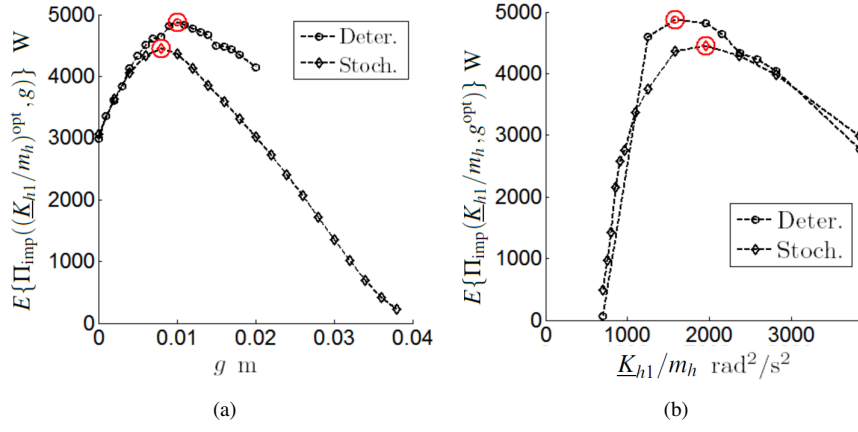 E{Π_imp((K_h1/m_h)^opt, g)} W
5000
4000
3000
2000
1000
0
Deter.
Stoch.
0 0.01 0.02 0.03 0.04
g m
(a)
E{Π_imp(K_h1/m_h, g^opt)} W
5000
4000
3000
2000
1000
0
Deter.
Stoch.
0 1000 2000 3000
K_h1/m_h rad²/s²
(b)